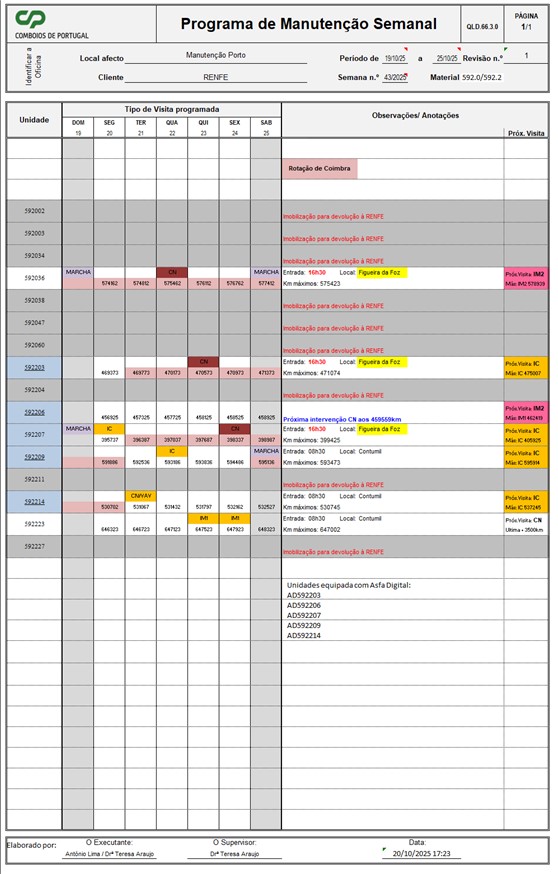 CP
COMBOIOS DE PORTUGAL
Programa de Manutenção Semanal
QLD.66.3.0
PÁGINA
1/1
Identificar a Oficina
Local afecto Manutenção Porto
Período de 19/10/25 a 25/10/25 Revisão n.º 1
Cliente RENFE
Semana n.º 43/2025 Material 592.0/592.2
Unidade
Tipo de Visita programada
DOM SEG TER QUA QUI SEX SAB
19 20 21 22 23 24 25
Observações/ Anotações
Próx. Visita
Rotação de Coimbra
592002 Imobilização para devolução à RENFE
592003 Imobilização para devolução à RENFE
592034 Imobilização para devolução à RENFE
592036 MARCHA CN MARCHA Entrada: 16h30 Local: Figueira da Foz Próx.Visita: IM2
574162 574812 575462 576112 576762 577412 Km máximos: 575423 Máx IM2 576939
592038 Imobilização para devolução à RENFE
592047 Imobilização para devolução à RENFE
592060 Imobilização para devolução à RENFE
592203 CN Entrada: 16h30 Local: Figueira da Foz Próx.Visita: IC
469373 469773 470173 470573 470973 471373 Km máximos: 471074 Máx IC 475007
592204 Imobilização para devolução à RENFE
592206 Próx.Visita: IM2
456925 457325 457725 458125 458525 458925 Próxima intervenção CN aos 459559km Máx IM1 462418
592207 MARCHA IC CN Entrada: 16h30 Local: Figueira da Foz Próx.Visita: IC
395737 396387 397037 397687 398337 398987 Km máximos: 399425 Máx IC 405925
592209 IC MARCHA Entrada: 08h30 Local: Contumil Próx.Visita: IC
591886 592536 593186 593836 594486 595136 Km máximos: 593473 Máx IC 595914
592211 Imobilização para devolução à RENFE
592214 CN/VAY Entrada: 08h30 Local: Contumil Próx.Visita: IC
530702 531067 531432 531797 532162 532527 Km máximos: 530745 Máx IC 537245
592223 IM1 IM1 Entrada: 08h30 Local: Contumil Próx.Visita: CN
646323 646723 647123 647523 647923 648323 Km máximos: 647002 Ultima + 3500km
592227 Imobilização para devolução à RENFE
Unidades equipada com Asfa Digital:
AD592203
AD592206
AD592207
AD592209
AD592214
Elaborado por:
O Executante: O Supervisor: Data:
António Lima / Drª Teresa Araujo Drª Teresa Araujo 20/10/2025 17:23